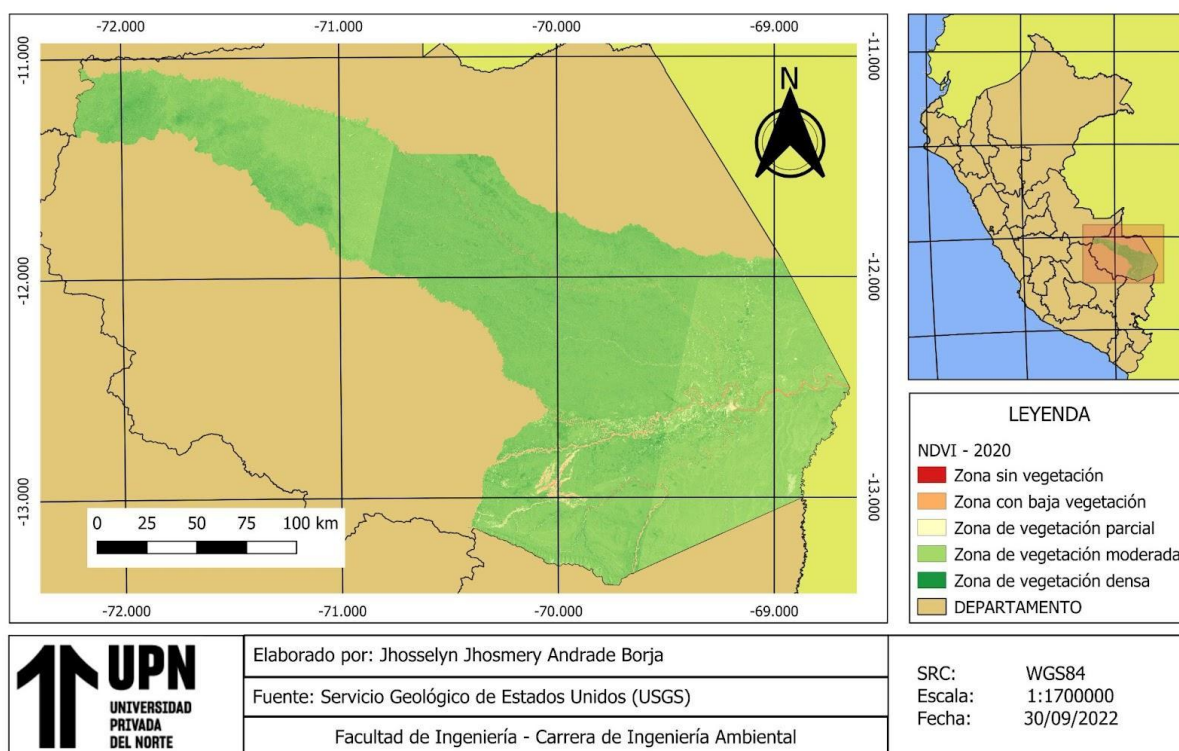 -72.000
-71.000
-70.000
-69.000
-11.000
-11.000
N
-12.000
-12.000
-13.000
-13.000
0 25 50 75 100 km
-72.000
-71.000
-70.000
-69.000
LEYENDA
NDVI - 2020
Zona sin vegetación
Zona con baja vegetación
Zona de vegetación parcial
Zona de vegetación moderada
Zona de vegetación densa
DEPARTAMENTO
UPN
UNIVERSIDAD
PRIVADA
DEL NORTE
Elaborado por: Jhosselyn Jhosmery Andrade Borja
Fuente: Servicio Geológico de Estados Unidos (USGS)
Facultad de Ingeniería - Carrera de Ingeniería Ambiental
SRC: WGS84
Escala: 1:1700000
Fecha: 30/09/2022